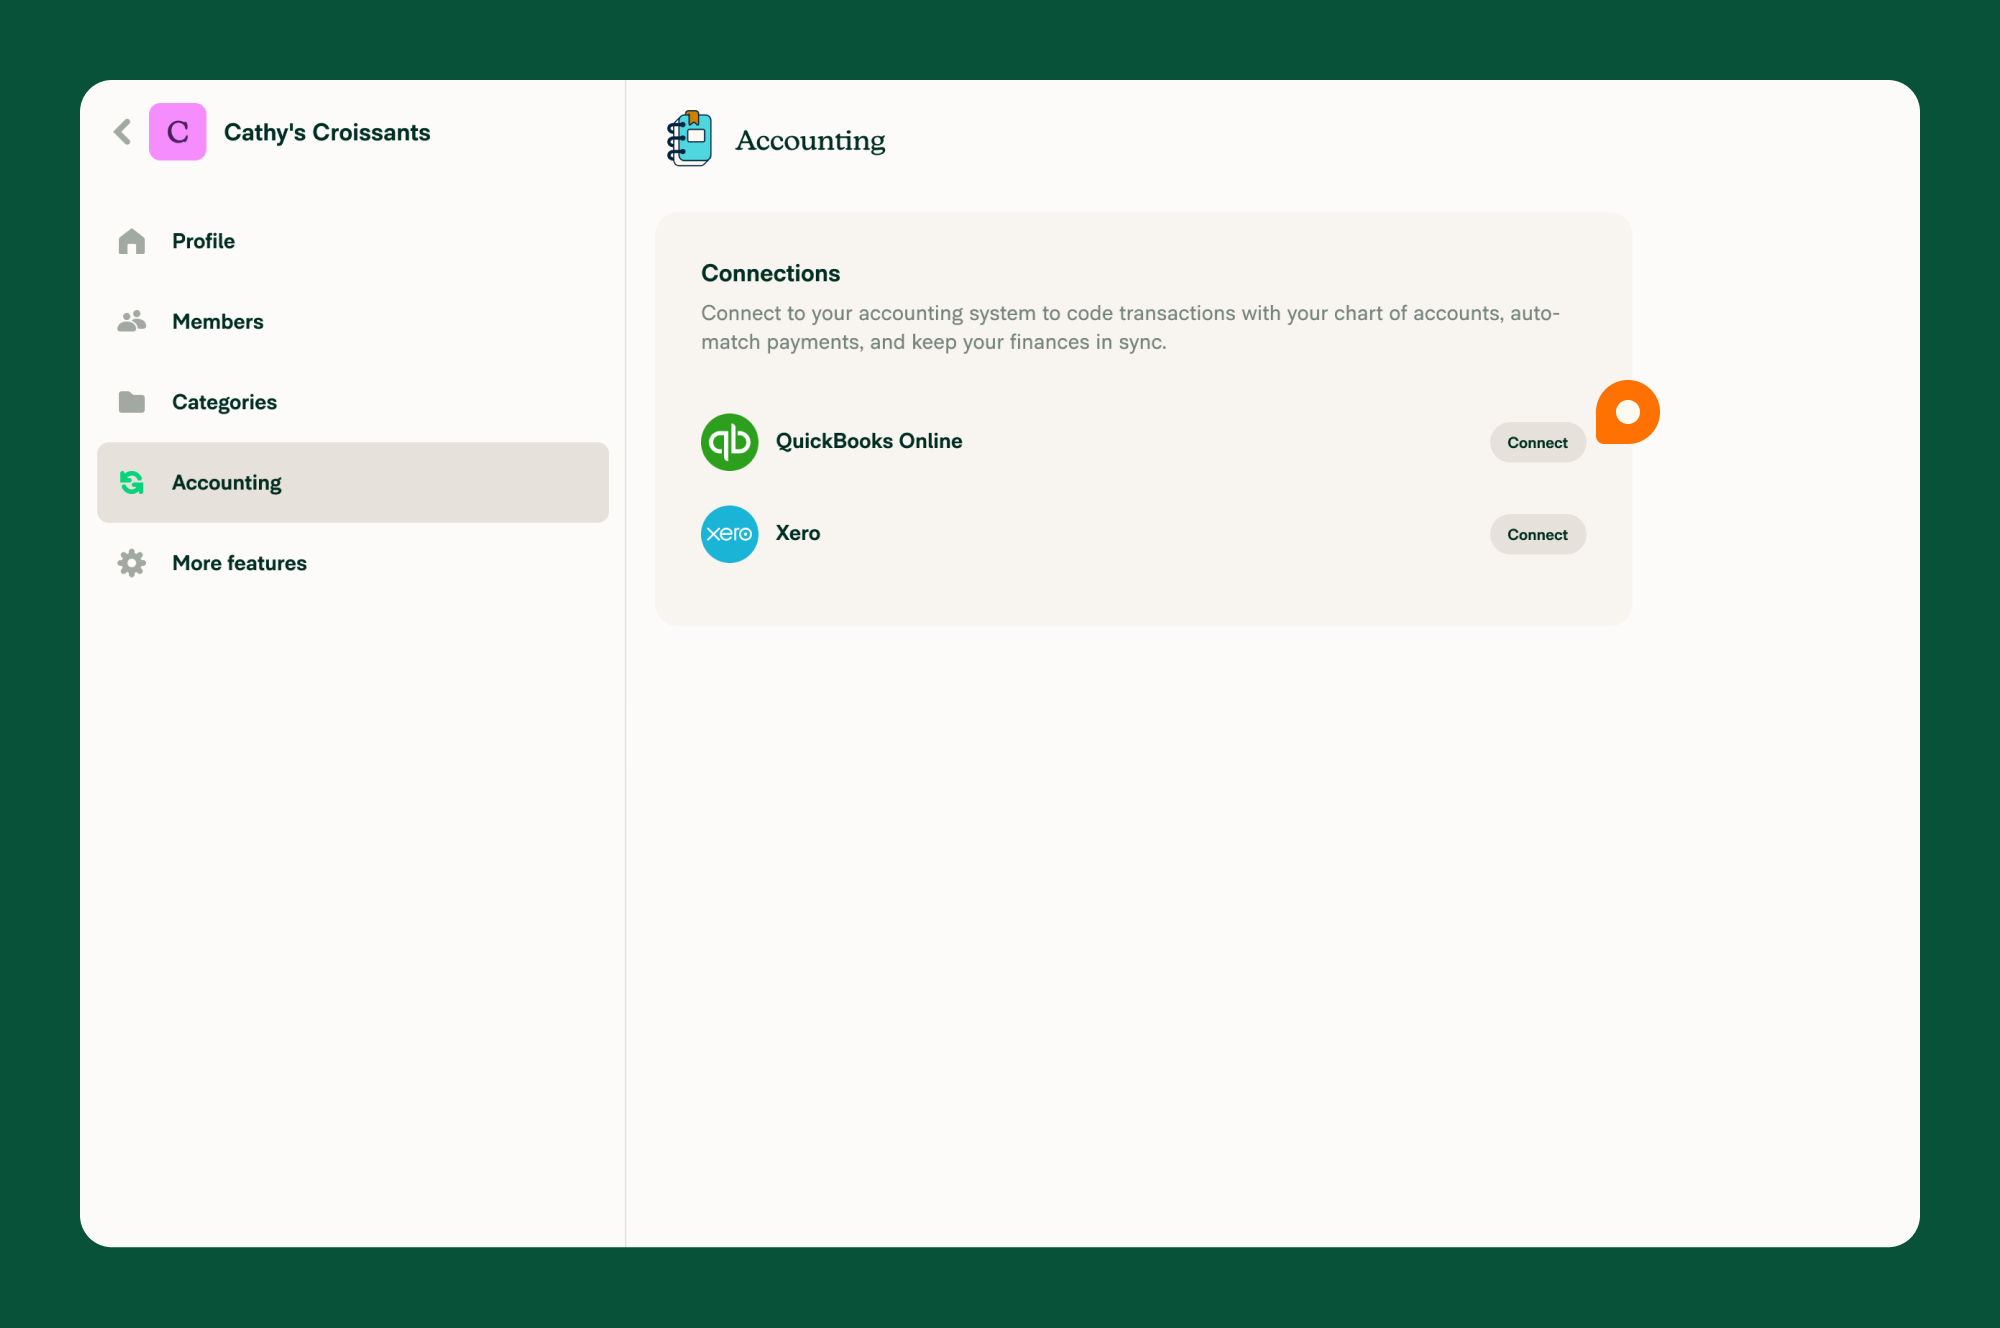 C
Cathy's Croissants
Profile
Members
Categories
Accounting
More features
Accounting
Connections
Connect to your accounting system to code transactions with your chart of accounts, auto-
match payments, and keep your finances in sync.
qb
QuickBooks Online
Connect
xero
Xero
Connect